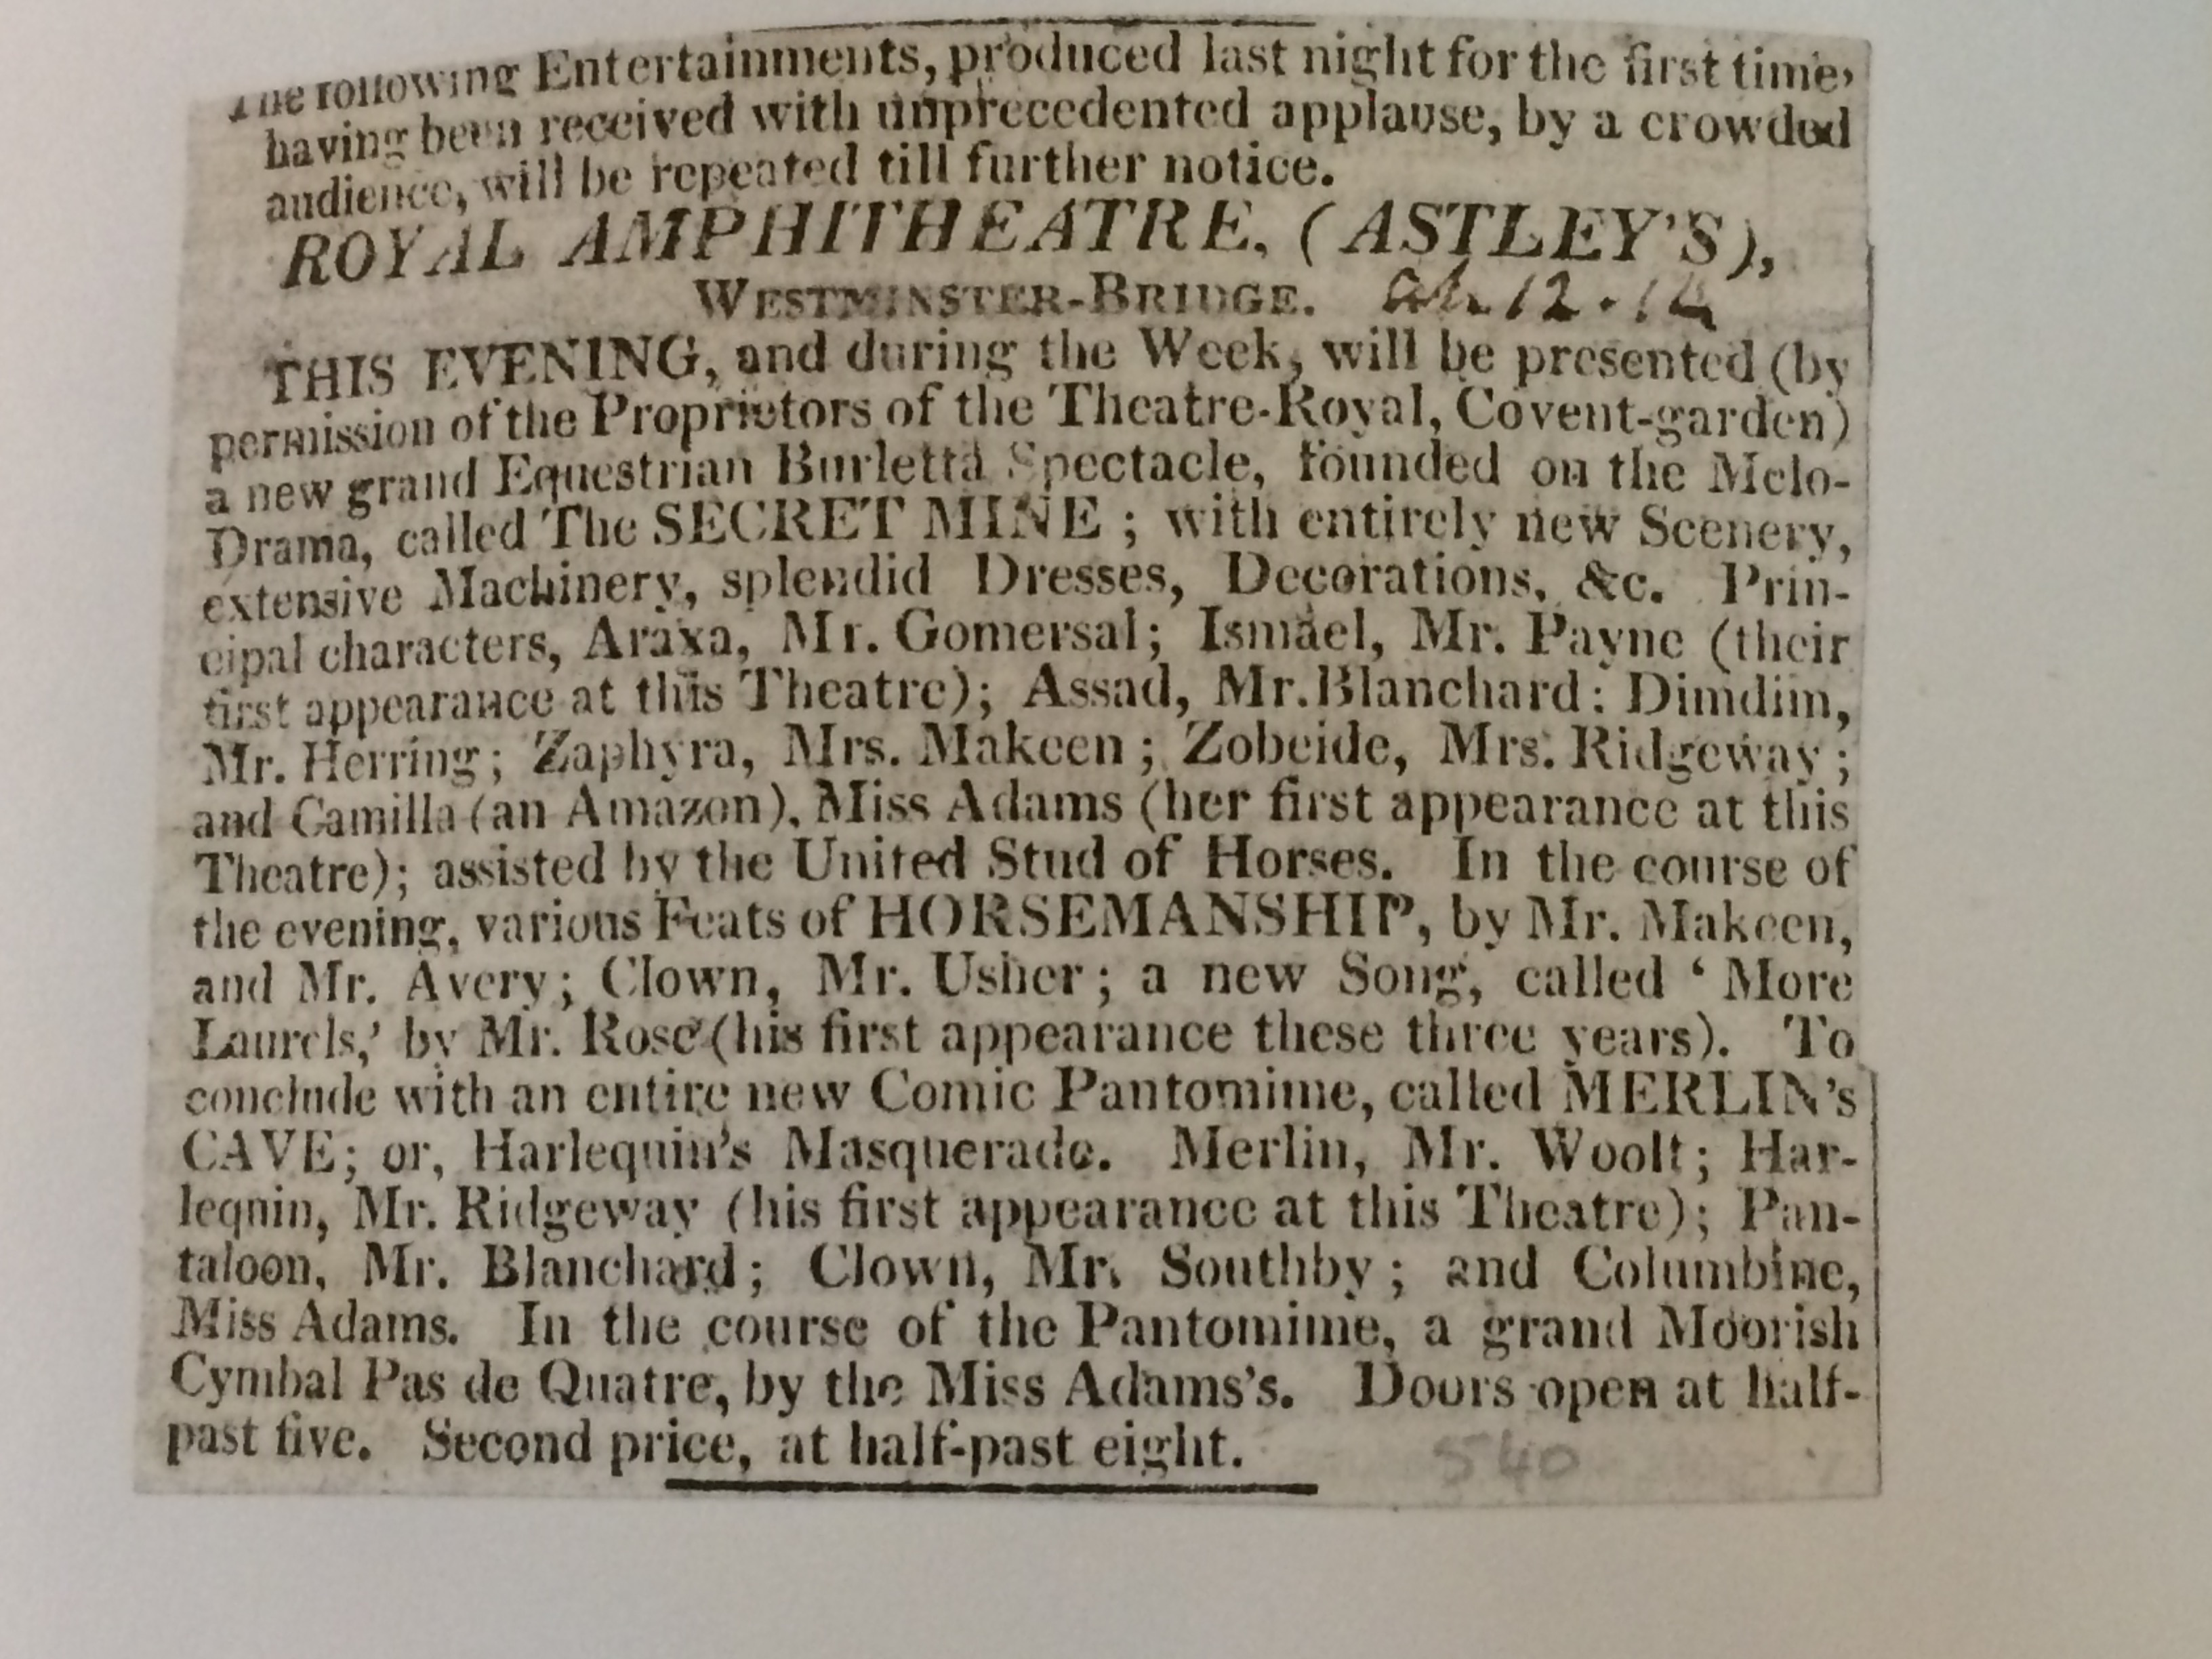 The following Entertainments, produced last night for the first time,
having been received with unprecedented applause, by a crowded
audience, will be repeated till further notice.
ROYAL AMPHITHEATRE, (ASTLEY'S),
WESTMINSTER-BRIDGE. 12.14
THIS EVENING, and during the Week, will be presented (by
permission of the Proprietors of the Theatre-Royal, Covent-garden)
a new grand Equestrian Burletta Spectacle, founded on the Melo-
Drama, called The SECRET MINE; with entirely new Scenery,
extensive Machinery, splendid Dresses, Decorations, &c. Prin-
cipal characters, Araxa, Mr. Gomersal; Ismael, Mr. Payne (their
first appearance at this Theatre); Assad, Mr. Blanchard: Dimdim,
Mr. Herring; Zaphyra, Mrs. Makeen; Zobeide, Mrs. Ridgeway;
and Camilla (an Amazon), Miss Adams (her first appearance at this
Theatre); assisted by the United Stud of Horses. In the course of
the evening, various Feats of HORSEMANSHIP, by Mr. Makeen,
and Mr. Avery; Clown, Mr. Usher; a new Song, called ‘More
Laurels,’ by Mr. Rose (his first appearance these three years). To
conclude with an entire new Comic Pantomime, called MERLIN's
CAVE; or, Harlequin's Masquerade. Merlin, Mr. Woolt; Har-
lequin, Mr. Ridgeway (his first appearance at this Theatre); Pan-
taloon, Mr. Blanchard; Clown, Mr. Southby; and Columbine,
Miss Adams. In the course of the Pantomime, a grand Moorish
Cymbal Pas de Quatre, by the Miss Adams's. Doors open at half-
past five. Second price, at half-past eight.
540